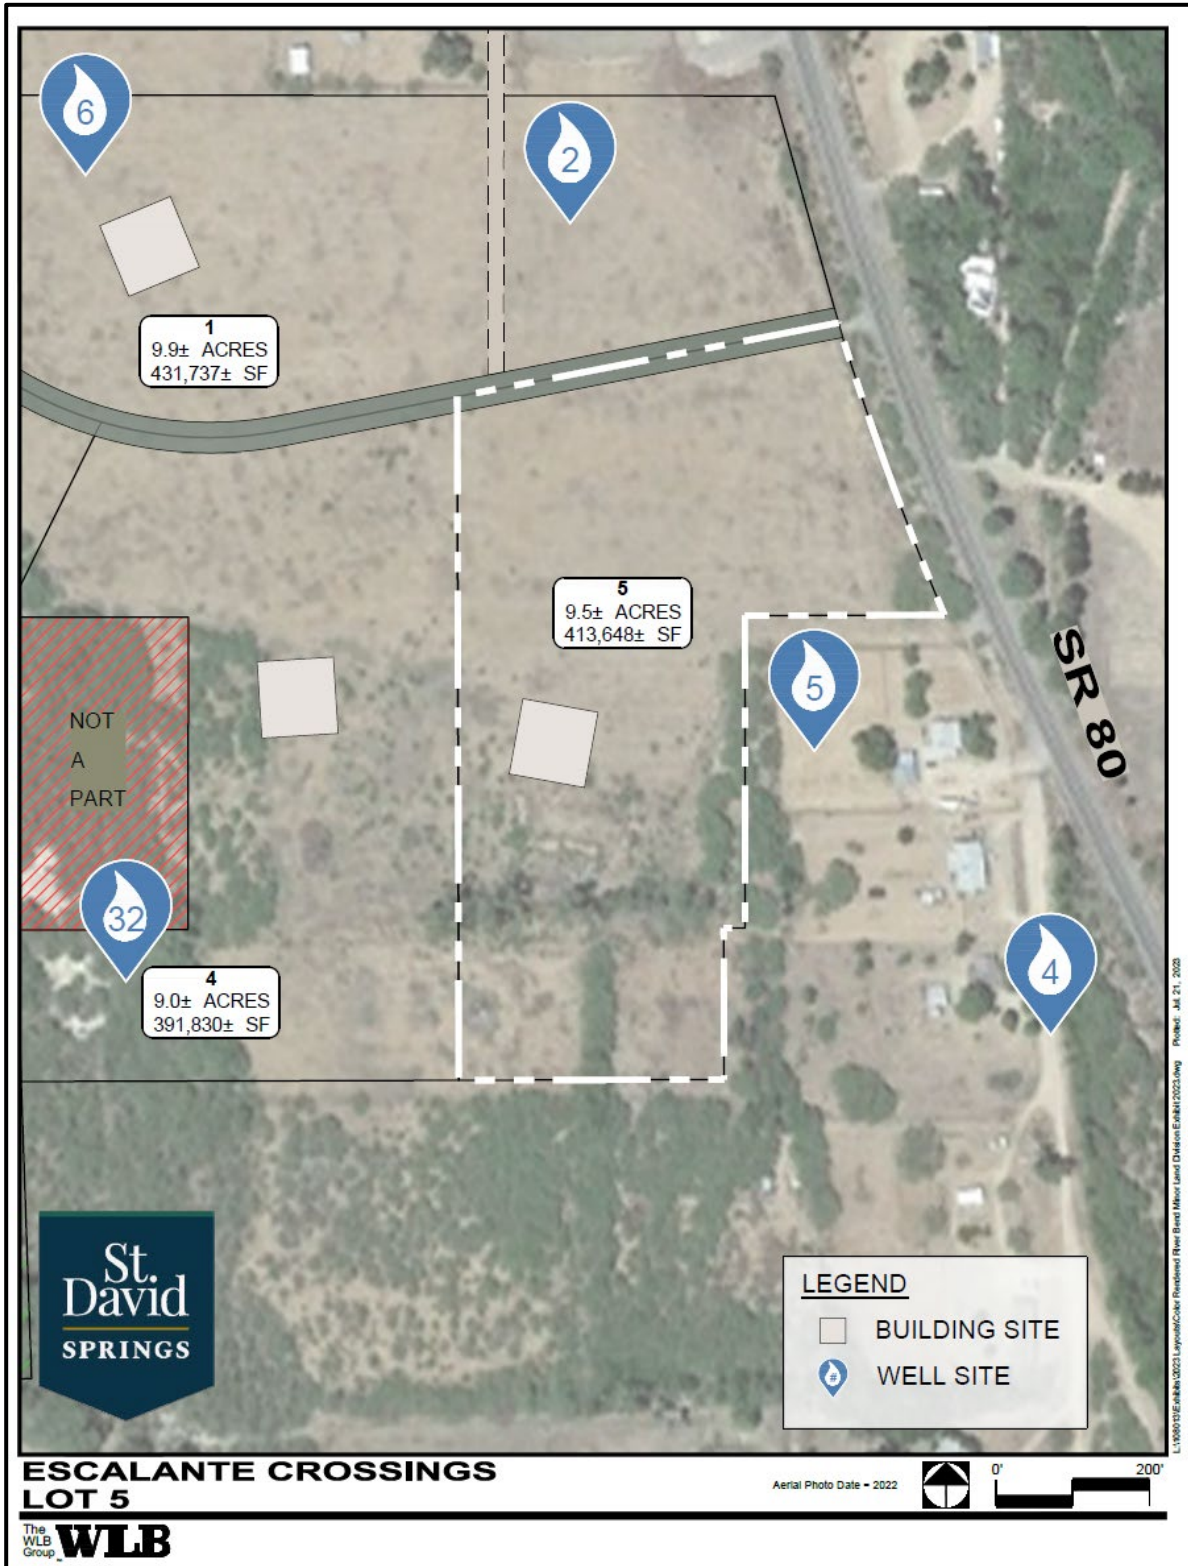 6
2
1
9.9± ACRES
431,737± SF
5
9.5± ACRES
413,648± SF
5
SR 80
NOT
A
PART
32
4
9.0± ACRES
391,830± SF
4
St.
David
SPRINGS
LEGEND
BUILDING SITE
#
WELL SITE
ESCALANTE CROSSINGS
LOT 5
Aerial Photo Date = 2022
0'
200'
The
WLB
Group
WLB
Plotted: Jul 21, 2023